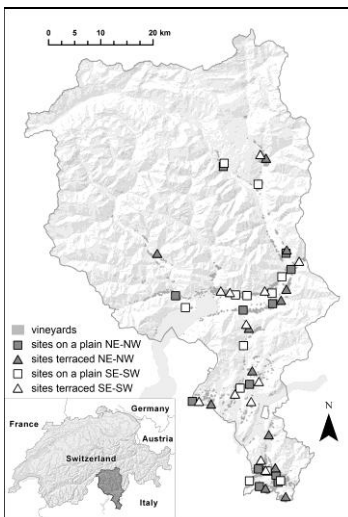 0 5 10 20 km
vineyards
sites on a plain NE-NW
sites terraced NE-NW
sites on a plain SE-SW
sites terraced SE-SW
N
Germany
France
Austria
Switzerland
Italy